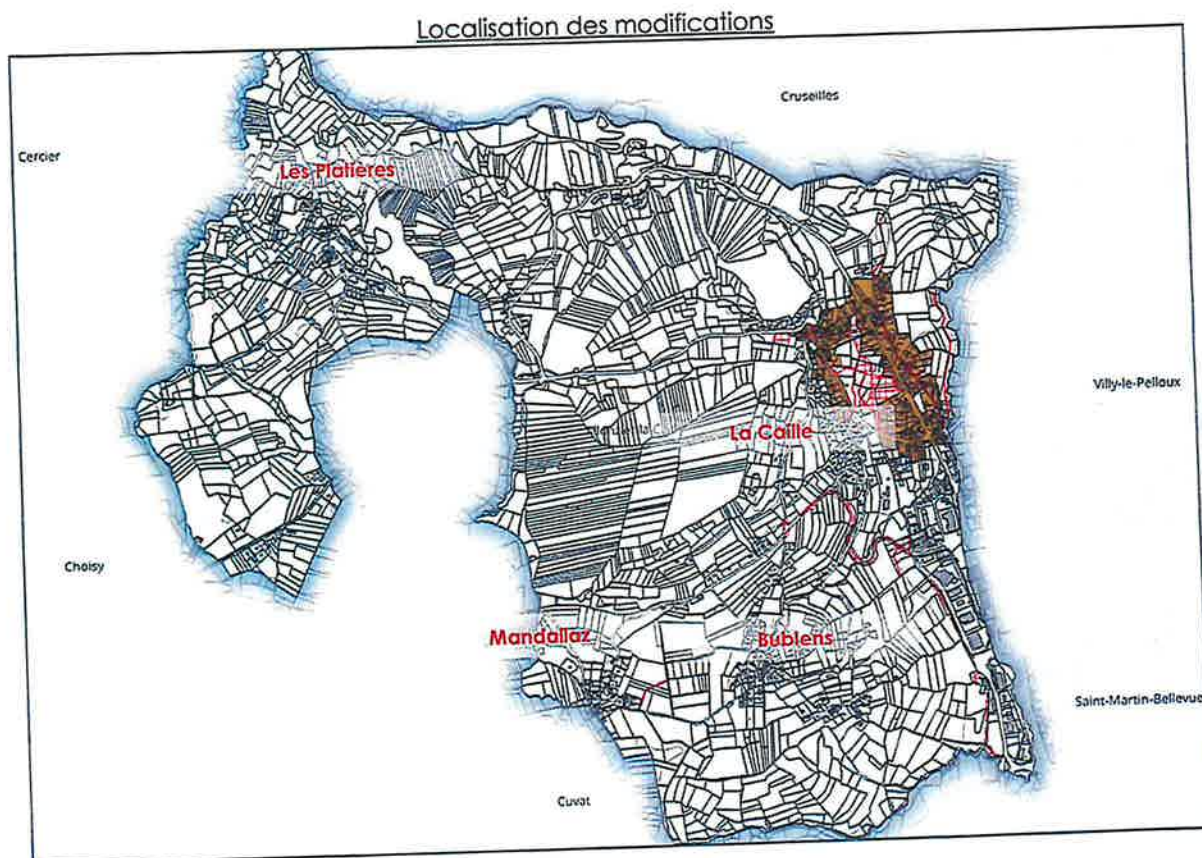 Localisation des modifications
Cruseilles
Cercier
Les Platières
Villy-le-Pelloux
La Caille
Choisy
Mandallaz
Bublens
Saint-Martin-Bellevue
Cuvat